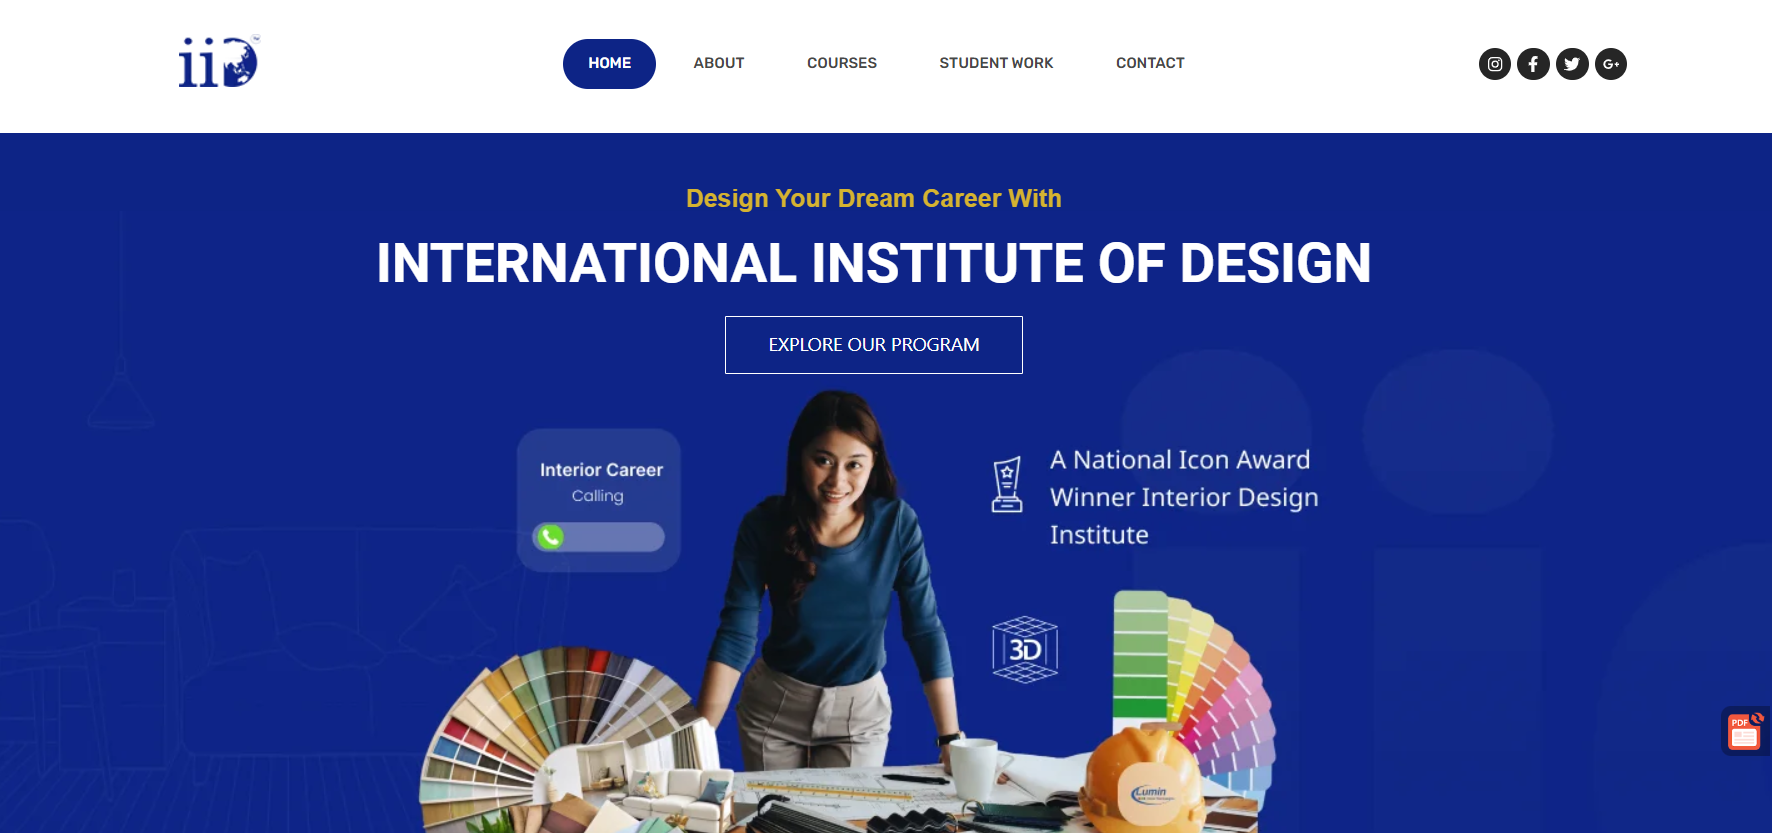 iiD
HOME
ABOUT
COURSES
STUDENT WORK
CONTACT
G+
Design Your Dream Career With
INTERNATIONAL INSTITUTE OF DESIGN
EXPLORE OUR PROGRAM
Interior Career
Calling
A National Icon Award
Winner Interior Design
Institute
3D
PDF
Lumin